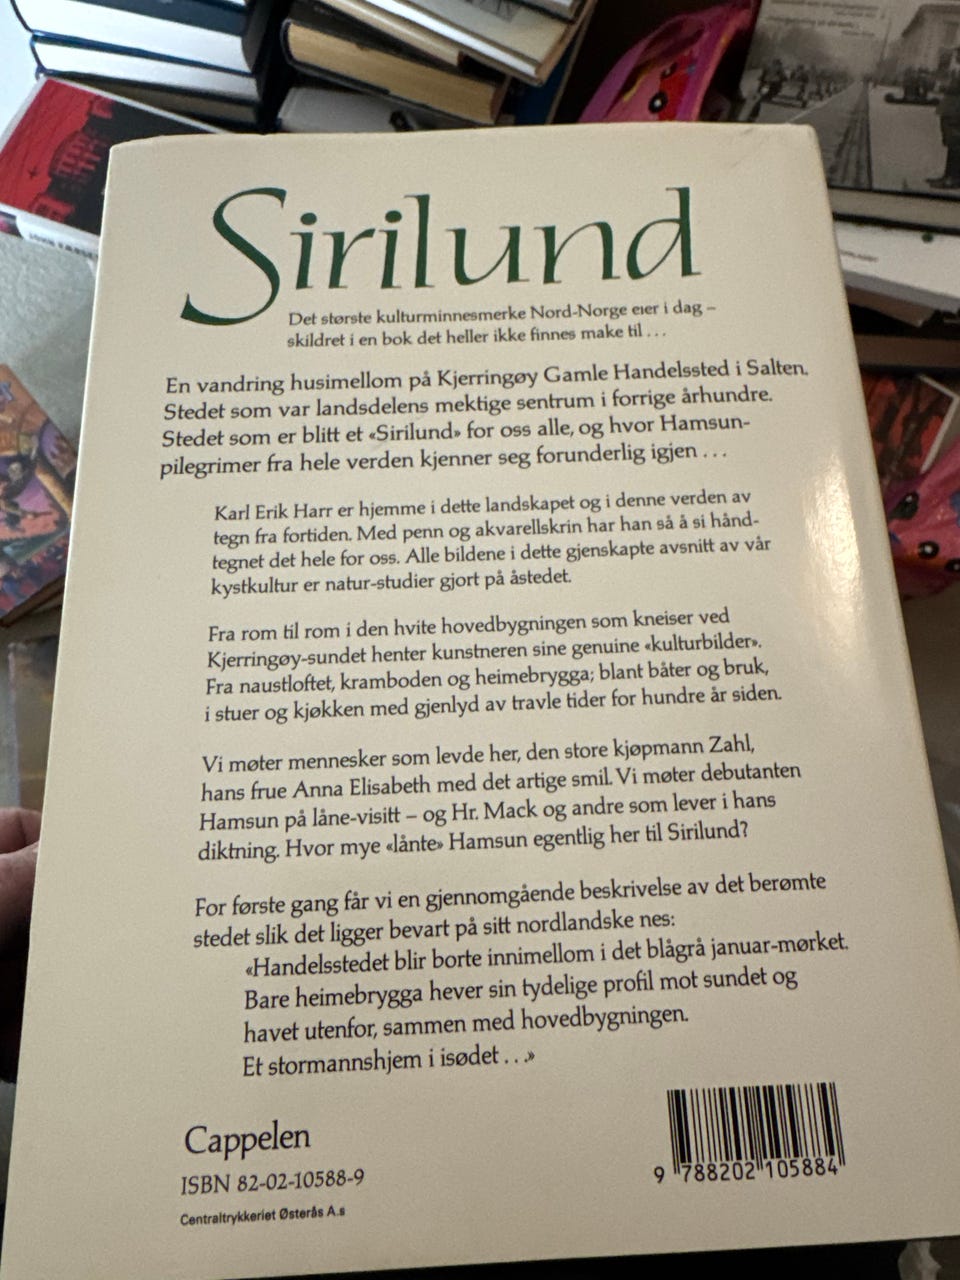 Sirilund
Det største kulturminnesmerke Nord-Norge eier i dag –
skildret i en bok det heller ikke finnes make til . . .
En vandring husimellom på Kjerringøy Gamle Handelssted i Salten.
Stedet som var landsdelens mektige sentrum i forrige århundre.
Stedet som er blitt et «Sirilund» for oss alle, og hvor Hamsun-
pilegrimer fra hele verden kjenner seg forunderlig igjen . . .
Karl Erik Harr er hjemme i dette landskapet og i denne verden av
tegn fra fortiden. Med penn og akvarellskrin har han så å si hånd-
tegnet det hele for oss. Alle bildene i dette gjenskapte avsnitt av vår
kystkultur er natur-studier gjort på åstedet.
Fra rom til rom i den hvite hovedbygningen som kneiser ved
Kjerringøy-sundet henter kunstneren sine genuine «kulturbilder».
Fra naustloftet, kramboden og heimebrygga; blant båter og bruk,
i stuer og kjøkken med gjenlyd av travle tider for hundre år siden.
Vi møter mennesker som levde her, den store kjøpmann Zahl,
hans frue Anna Elisabeth med det artige smil. Vi møter debutanten
Hamsun på låne-visitt – og Hr. Mack og andre som lever i hans
diktning. Hvor mye «lånte» Hamsun egentlig her til Sirilund?
For første gang får vi en gjennomgående beskrivelse av det berømte
stedet slik det ligger bevart på sitt nordlandske nes:
«Handelsstedet blir borte innimellom i det blågrå januar-mørket.
Bare heimebrygga hever sin tydelige profil mot sundet og
havet utenfor, sammen med hovedbygningen.
Et stormannshjem i isødet . . .»
Cappelen
ISBN 82-02-10588-9
Centraltrykkeriet Østerås A.s
9 788202 105884